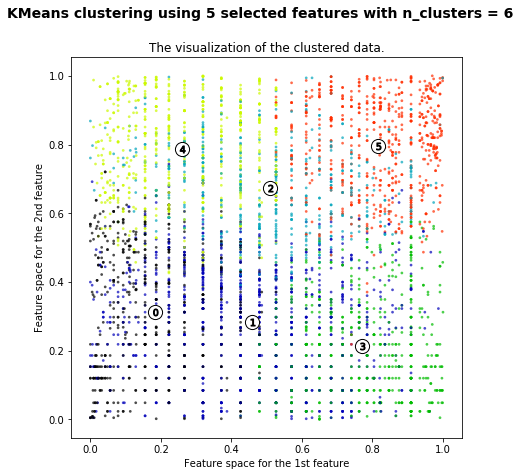 KMeans clustering using 5 selected features with n_clusters = 6
The visualization of the clustered data.
1.0
0.8
0.6
0.4
0.2
0.0
Feature space for the 2nd feature
4
5
2
0
1
3
0.0 0.2 0.4 0.6 0.8 1.0
Feature space for the 1st feature